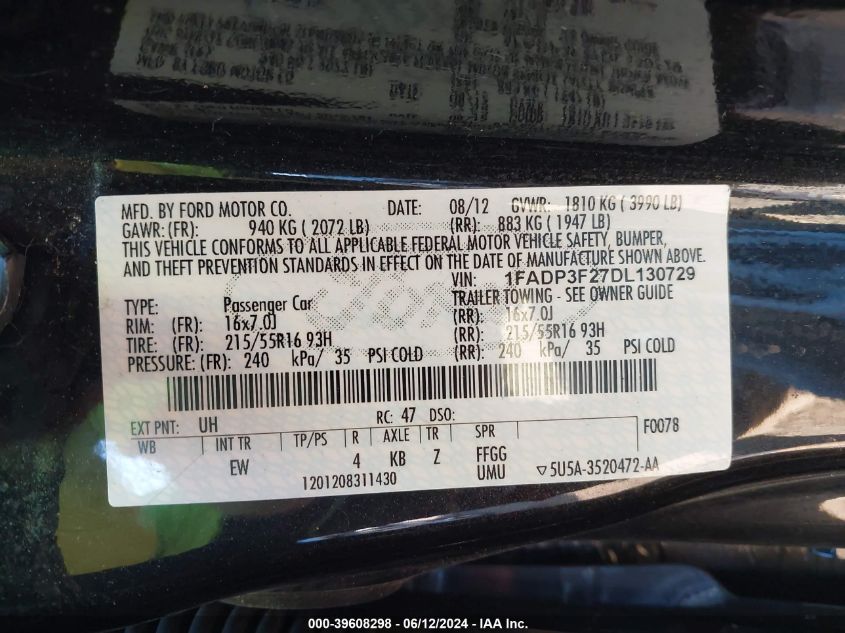 MFD. BY FORD MOTOR CO. DATE: 08/12 GVWR: 1810 KG ( 3990 LB)
GAWR:(FR): 940 KG ( 2072 LB) (RR): 883 KG ( 1947 LB)
THIS VEHICLE CONFORMS TO ALL APPLICABLE FEDERAL MOTOR VEHICLE SAFETY, BUMPER,
AND THEFT PREVENTION STANDARDS IN EFFECT ON THE DATE OF MANUFACTURE SHOWN ABOVE.
VIN: 1FADP3F27DL130729
TYPE: Passenger Car TRAILER TOWING - SEE OWNER GUIDE
RIM: (FR): 16x7.0J (RR): 16x7.0J
TIRE: (FR): 215/55R16 93H (RR): 215/55R16 93H
PRESSURE: (FR): 240 kPa/ 35 PSI COLD (RR): 240 kPa/ 35 PSI COLD
EXT PNT: UH RC: 47 DSO: F0078
WB INT TR TP/PS R AXLE TR SPR
EW 4 KB Z FFGG
UMU
1201208311430 ▽5U5A-3520472-AA
000-39608298 - 06/12/2024 - IAA Inc.